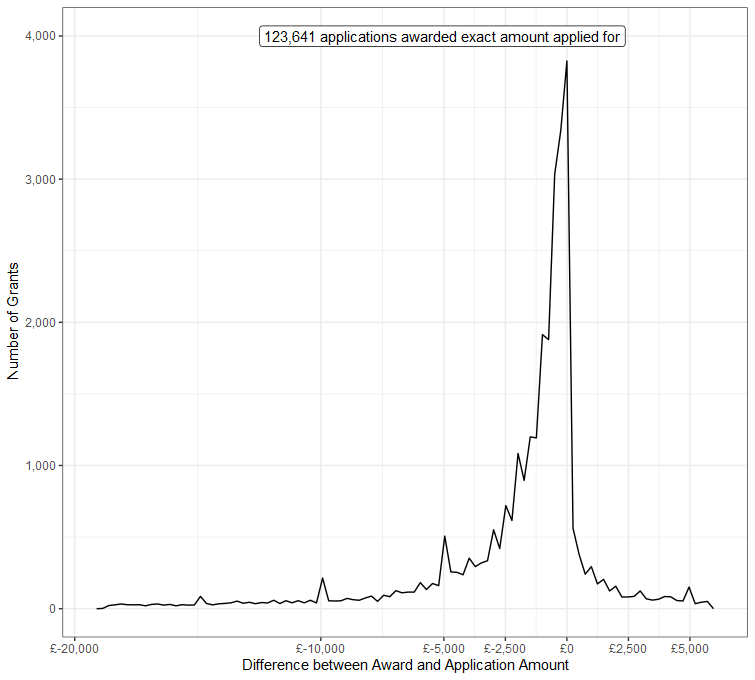 123,641 applications awarded exact amount applied for
4,000
3,000
2,000
1,000
0
Number of Grants
£-20,000 £-10,000 £-5,000 £-2,500 £0 £2,500 £5,000
Difference between Award and Application Amount